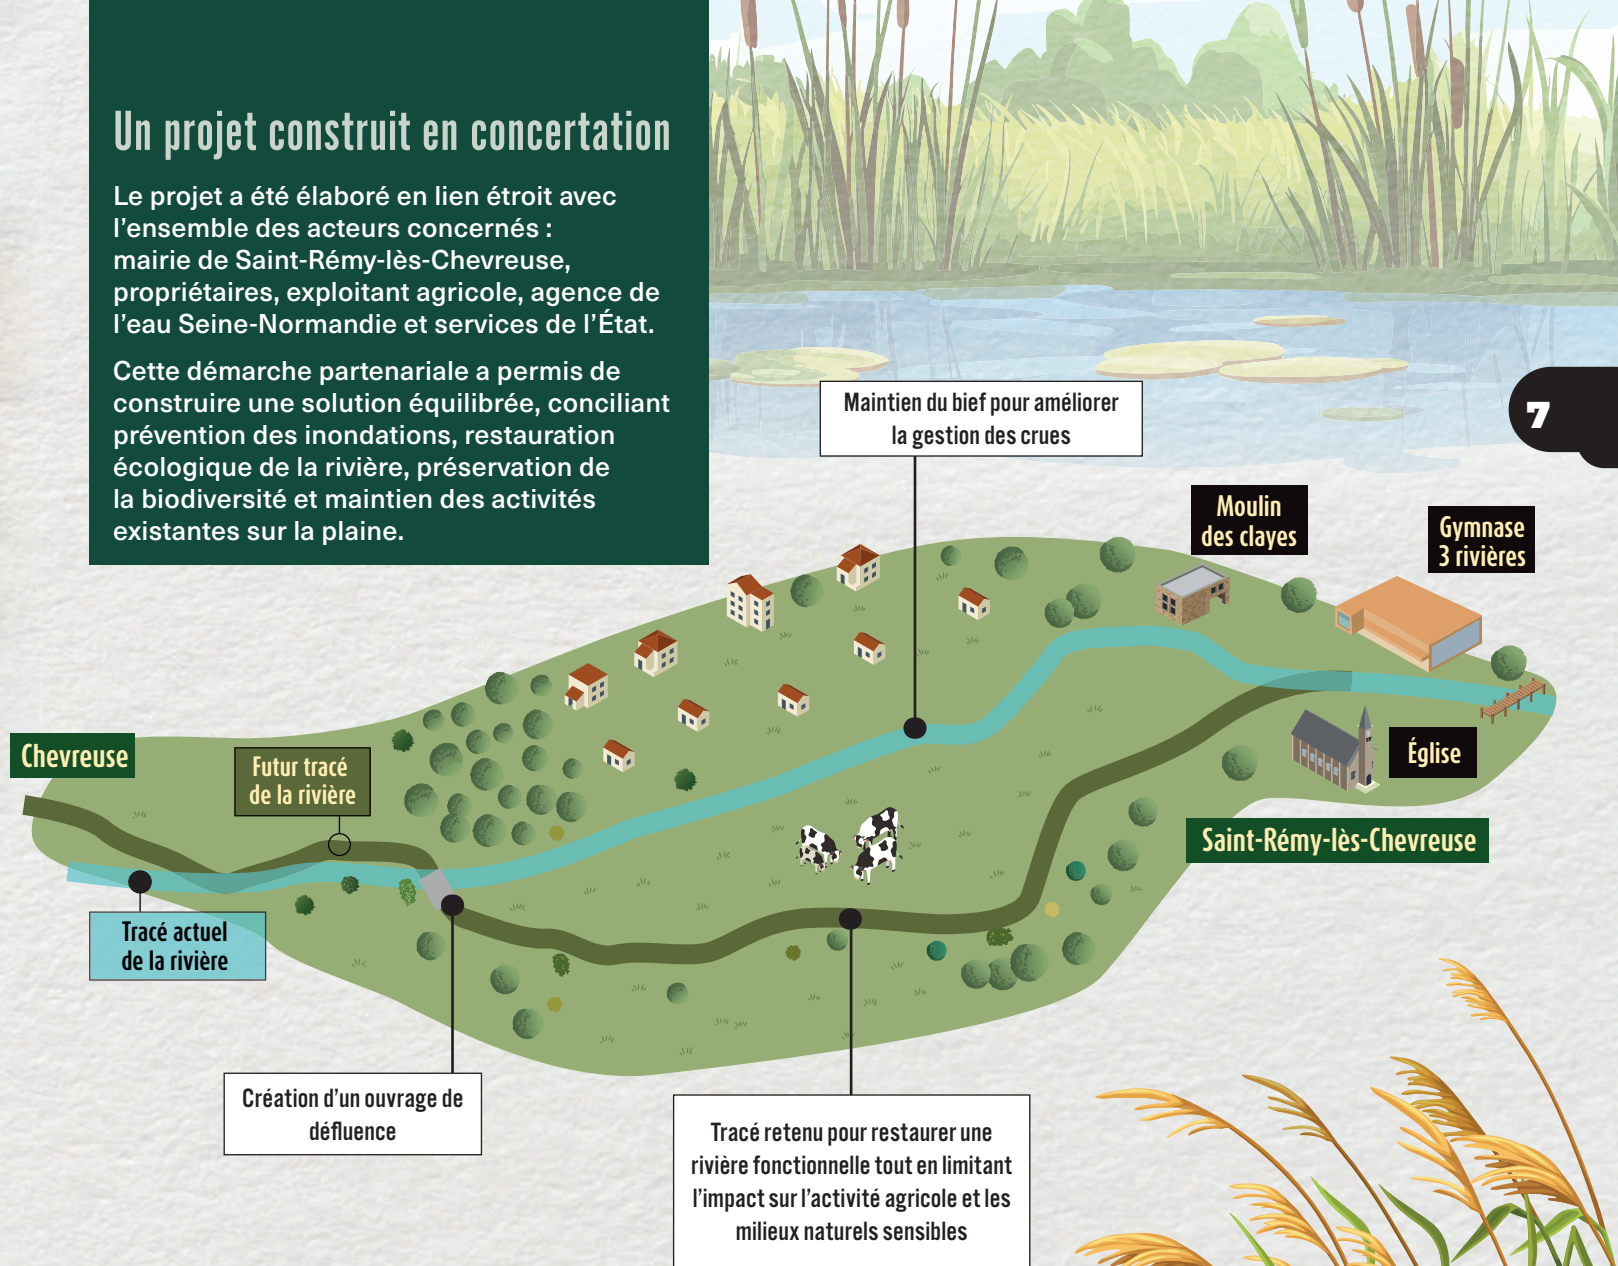 Un projet construit en concertation
Le projet a été élaboré en lien étroit avec
l'ensemble des acteurs concernés :
mairie de Saint-Rémy-lès-Chevreuse,
propriétaires, exploitant agricole, agence de
l'eau Seine-Normandie et services de l'État.
Cette démarche partenariale a permis de
construire une solution équilibrée, conciliant
prévention des inondations, restauration
écologique de la rivière, préservation de
la biodiversité et maintien des activités
existantes sur la plaine.
7
Maintien du bief pour améliorer
la gestion des crues
Moulin
des clayes
Gymnase
3 rivières
Chevreuse
Futur tracé
de la rivière
Église
Saint-Rémy-lès-Chevreuse
Tracé actuel
de la rivière
Création d'un ouvrage de
défluence
Tracé retenu pour restaurer une
rivière fonctionnelle tout en limitant
l'impact sur l'activité agricole et les
milieux naturels sensibles